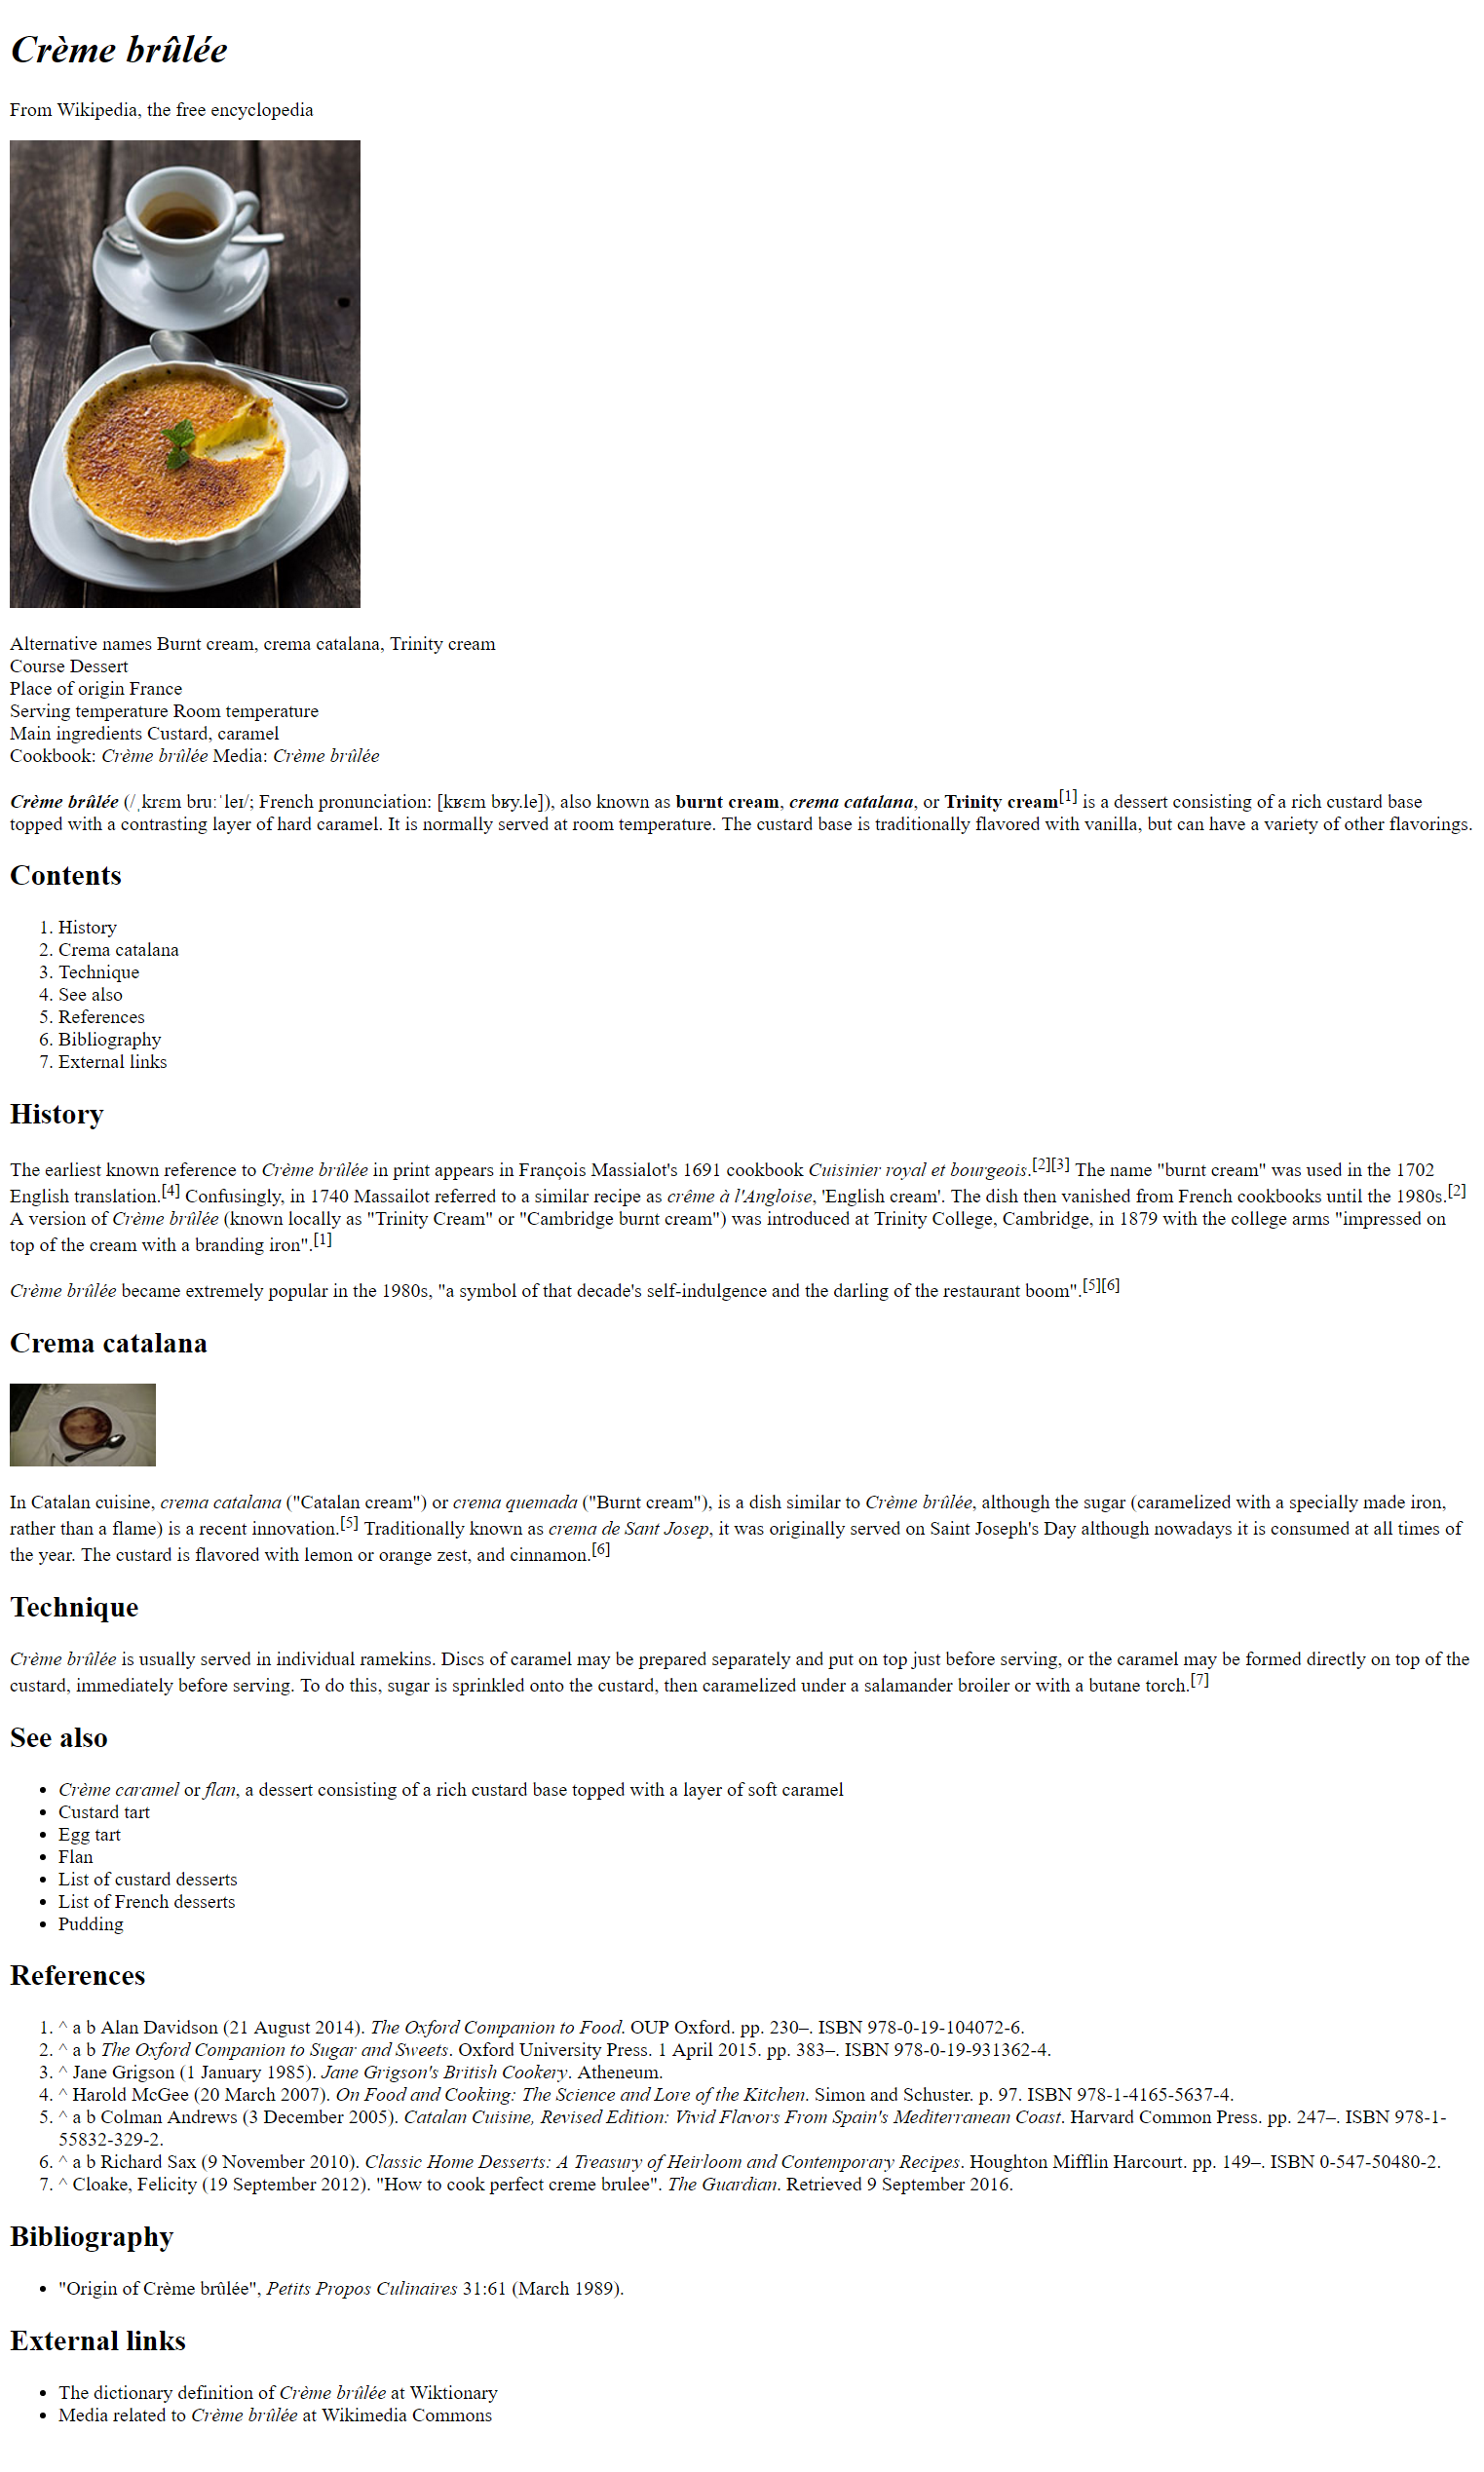 Crème brûlée
From Wikipedia, the free encyclopedia
Alternative names Burnt cream, crema catalana, Trinity cream
Course Dessert
Place of origin France
Serving temperature Room temperature
Main ingredients Custard, caramel
Cookbook: Crème brûlée Media: Crème brûlée
Crème brûlée (/ˌkrɛm bruːˈleɪ/; French pronunciation: [kʁɛm bʁy.le]), also known as burnt cream, crema catalana, or Trinity cream[1] is a dessert consisting of a rich custard base
topped with a contrasting layer of hard caramel. It is normally served at room temperature. The custard base is traditionally flavored with vanilla, but can have a variety of other flavorings.
Contents
1. History
2. Crema catalana
3. Technique
4. See also
5. References
6. Bibliography
7. External links
History
The earliest known reference to Crème brûlée in print appears in François Massialot's 1691 cookbook Cuisinier royal et bourgeois.[2][3] The name "burnt cream" was used in the 1702
English translation.[4] Confusingly, in 1740 Massailot referred to a similar recipe as crême à l'Angloise, 'English cream'. The dish then vanished from French cookbooks until the 1980s.[2]
A version of Crème brûlée (known locally as "Trinity Cream" or "Cambridge burnt cream") was introduced at Trinity College, Cambridge, in 1879 with the college arms "impressed on
top of the cream with a branding iron".[1]
Crème brûlée became extremely popular in the 1980s, "a symbol of that decade's self-indulgence and the darling of the restaurant boom".[5][6]
Crema catalana
In Catalan cuisine, crema catalana ("Catalan cream") or crema quemada ("Burnt cream"), is a dish similar to Crème brûlée, although the sugar (caramelized with a specially made iron,
rather than a flame) is a recent innovation.[5] Traditionally known as crema de Sant Josep, it was originally served on Saint Joseph's Day although nowadays it is consumed at all times of
the year. The custard is flavored with lemon or orange zest, and cinnamon.[6]
Technique
Crème brûlée is usually served in individual ramekins. Discs of caramel may be prepared separately and put on top just before serving, or the caramel may be formed directly on top of the
custard, immediately before serving. To do this, sugar is sprinkled onto the custard, then caramelized under a salamander broiler or with a butane torch.[7]
See also
• Crème caramel or flan, a dessert consisting of a rich custard base topped with a layer of soft caramel
• Custard tart
• Egg tart
• Flan
• List of custard desserts
• List of French desserts
• Pudding
References
1. ^ a b Alan Davidson (21 August 2014). The Oxford Companion to Food. OUP Oxford. pp. 230–. ISBN 978-0-19-104072-6.
2. ^ a b The Oxford Companion to Sugar and Sweets. Oxford University Press. 1 April 2015. pp. 383–. ISBN 978-0-19-931362-4.
3. ^ Jane Grigson (1 January 1985). Jane Grigson's British Cookery. Atheneum.
4. ^ Harold McGee (20 March 2007). On Food and Cooking: The Science and Lore of the Kitchen. Simon and Schuster. p. 97. ISBN 978-1-4165-5637-4.
5. ^ a b Colman Andrews (3 December 2005). Catalan Cuisine, Revised Edition: Vivid Flavors From Spain's Mediterranean Coast. Harvard Common Press. pp. 247–. ISBN 978-1-
55832-329-2.
6. ^ a b Richard Sax (9 November 2010). Classic Home Desserts: A Treasury of Heirloom and Contemporary Recipes. Houghton Mifflin Harcourt. pp. 149–. ISBN 0-547-50480-2.
7. ^ Cloake, Felicity (19 September 2012). "How to cook perfect creme brulee". The Guardian. Retrieved 9 September 2016.
Bibliography
• "Origin of Crème brûlée", Petits Propos Culinaires 31:61 (March 1989).
External links
• The dictionary definition of Crème brûlée at Wiktionary
• Media related to Crème brûlée at Wikimedia Commons